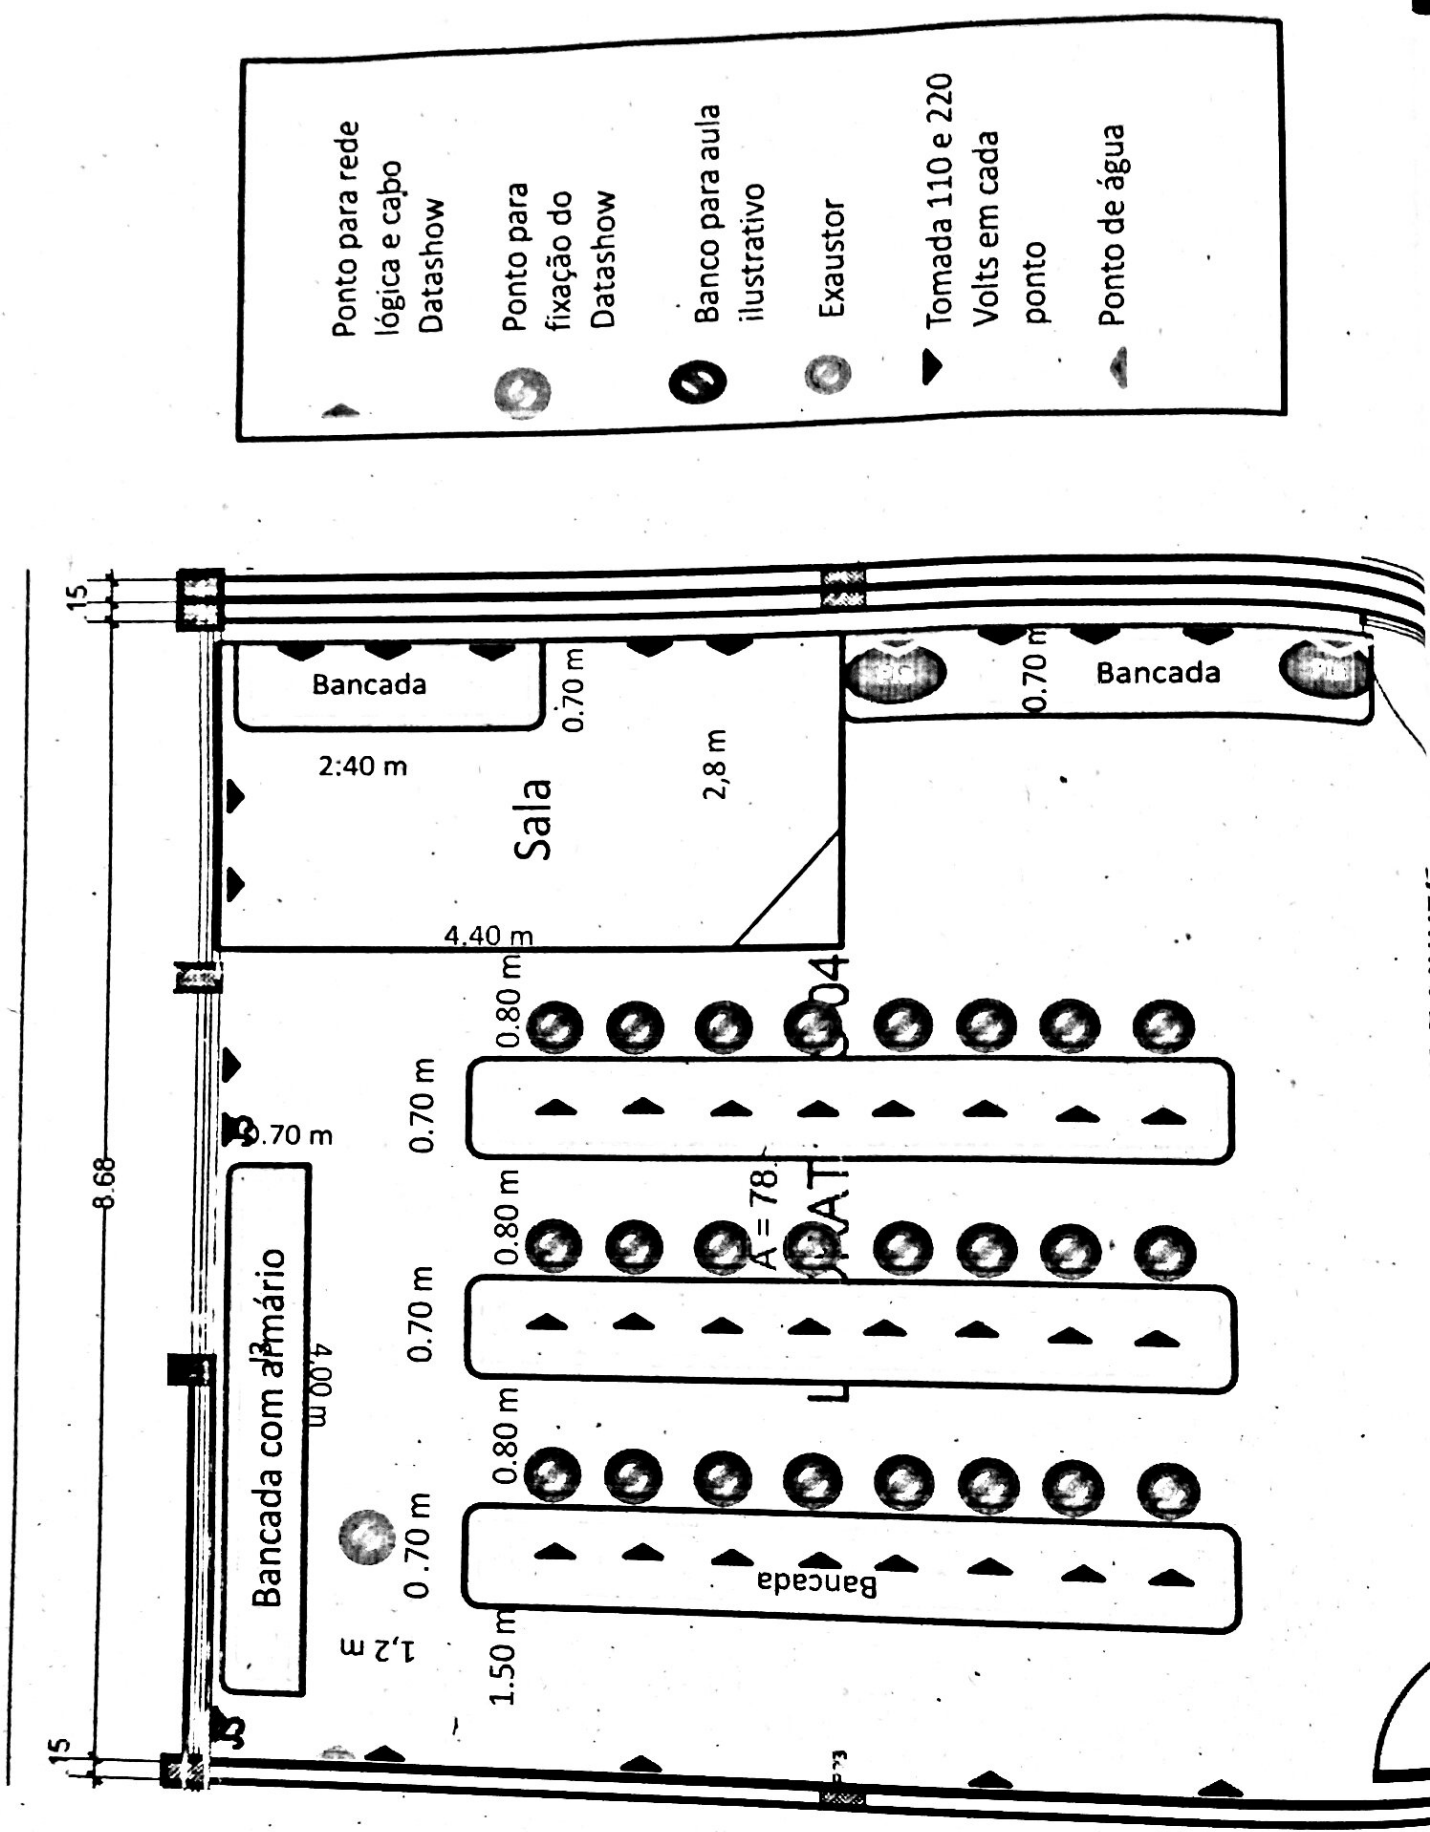 Ponto para rede
lógica e cabo
Datashow
Ponto para
fixação do
Datashow
Banco para aula
ilustrativo
Exaustor
Tomada 110 e 220
Volts em cada
ponto
Ponto de água
15
8.68
15
Bancada
0.70 m
2:40 m
Sala
2,8 m
4.40 m
0.70 m
Bancada
0.80 m
04
0.70 m
0.70 m
0.80 m
A = 78.
0.70 m
Bancada com armário
4,00 m
0.80 m
0.70 m
Bancada
1,2 m
1.50 m